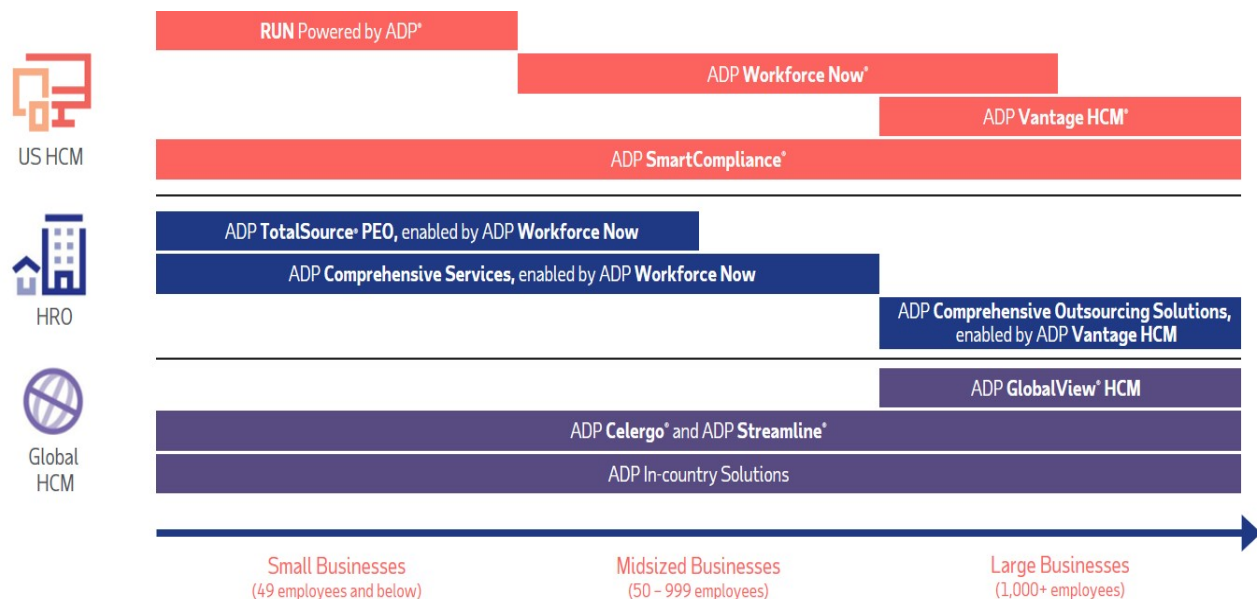 RUN Powered by ADP®
ADP Workforce Now®
ADP Vantage HCM®
US HCM
ADP SmartCompliance®
ADP TotalSource® PEO, enabled by ADP Workforce Now
ADP Comprehensive Services, enabled by ADP Workforce Now
HRO
ADP Comprehensive Outsourcing Solutions,
enabled by ADP Vantage HCM
ADP GlobalView® HCM
ADP Celergo® and ADP Streamline®
Global
HCM
ADP In-country Solutions
Small Businesses
(49 employees and below)
Midsized Businesses
(50 – 999 employees)
Large Businesses
(1,000+ employees)